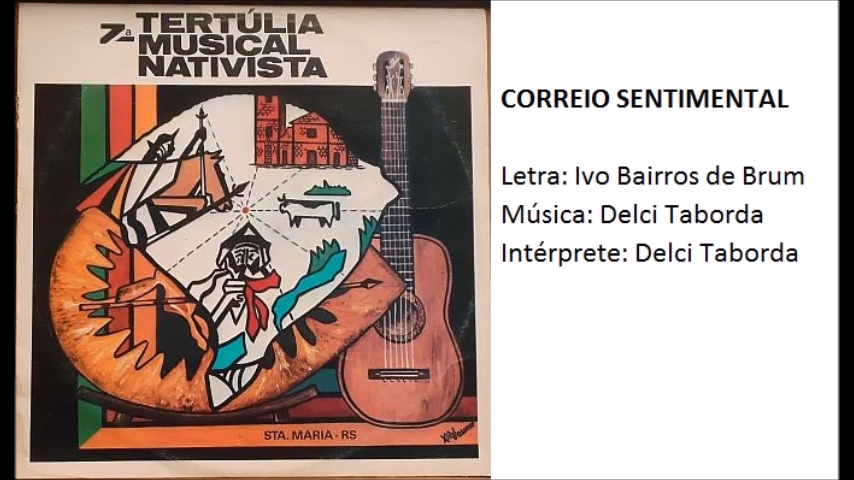 7ª TERTÚLIA
MUSICAL
NATIVISTA
STA. MARIA - RS
CORREIO SENTIMENTAL
Letra: Ivo Bairros de Brum
Música: Delci Taborda
Intérprete: Delci Taborda